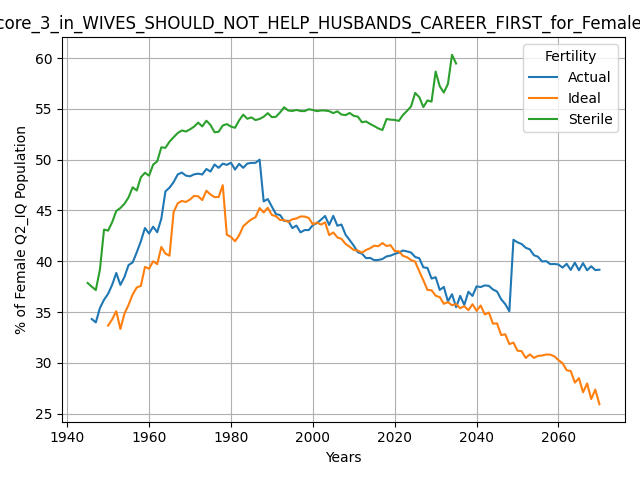 core_3_in_WIVES_SHOULD_NOT_HELP_HUSBANDS_CAREER_FIRST_for_Female
% of Female Q2_IQ Population
60
55
50
45
40
35
30
25
Fertility
Actual
Ideal
Sterile
1940 1960 1980 2000 2020 2040 2060
Years